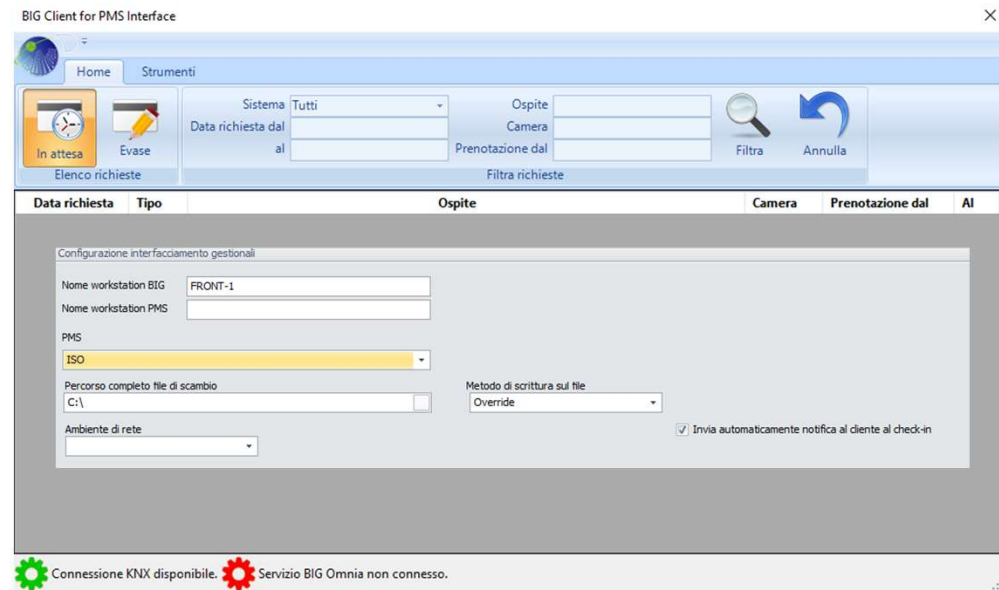 BIG Client for PMS Interface
Home Strumenti
In attesa Evase
Elenco richieste
Sistema Tutti Ospite
Data richiesta dal Camera
al Prenotazione dal
Filtra Annulla
Filtra richieste
Data richiesta Tipo Ospite Camera Prenotazione dal Al
Configurazione interfacciamento gestionali
Nome workstation BIG FRONT-1
Nome workstation PMS
PMS
ISO
Percorso completo file di scambio Metodo di scrittura sul file
C:\ Override
Ambiente di rete Invia automaticamente notifica al cliente al check-in
Connessione KNX disponibile. Servizio BIG Omnia non connesso.